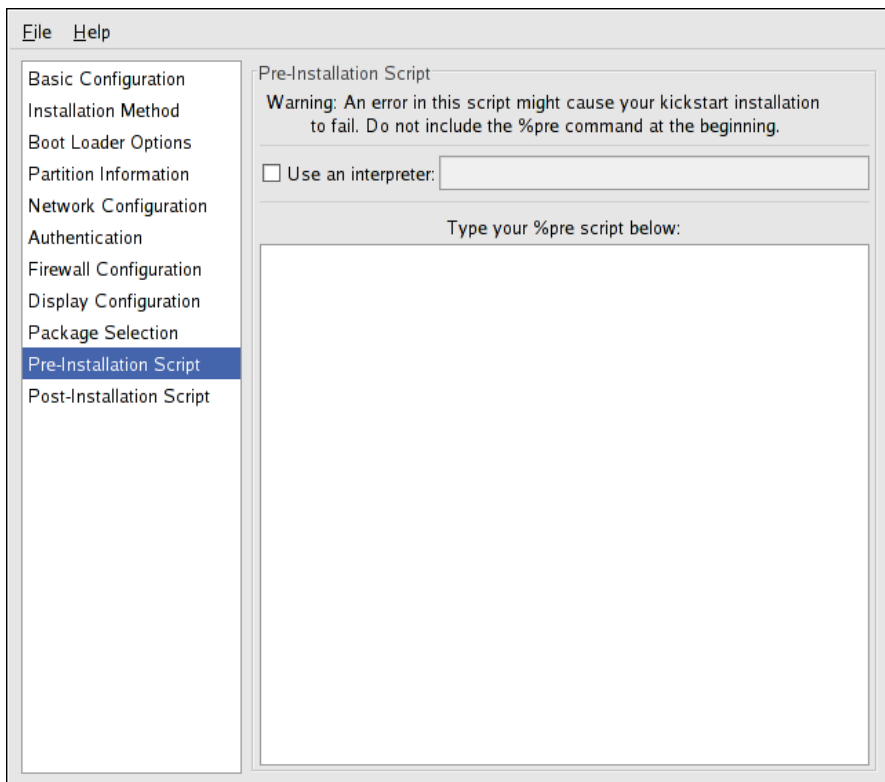 File Help
Basic Configuration
Installation Method
Boot Loader Options
Partition Information
Network Configuration
Authentication
Firewall Configuration
Display Configuration
Package Selection
Pre-Installation Script
Post-Installation Script
Pre-Installation Script
Warning: An error in this script might cause your kickstart installation
to fail. Do not include the %pre command at the beginning.
Use an interpreter:
Type your %pre script below: